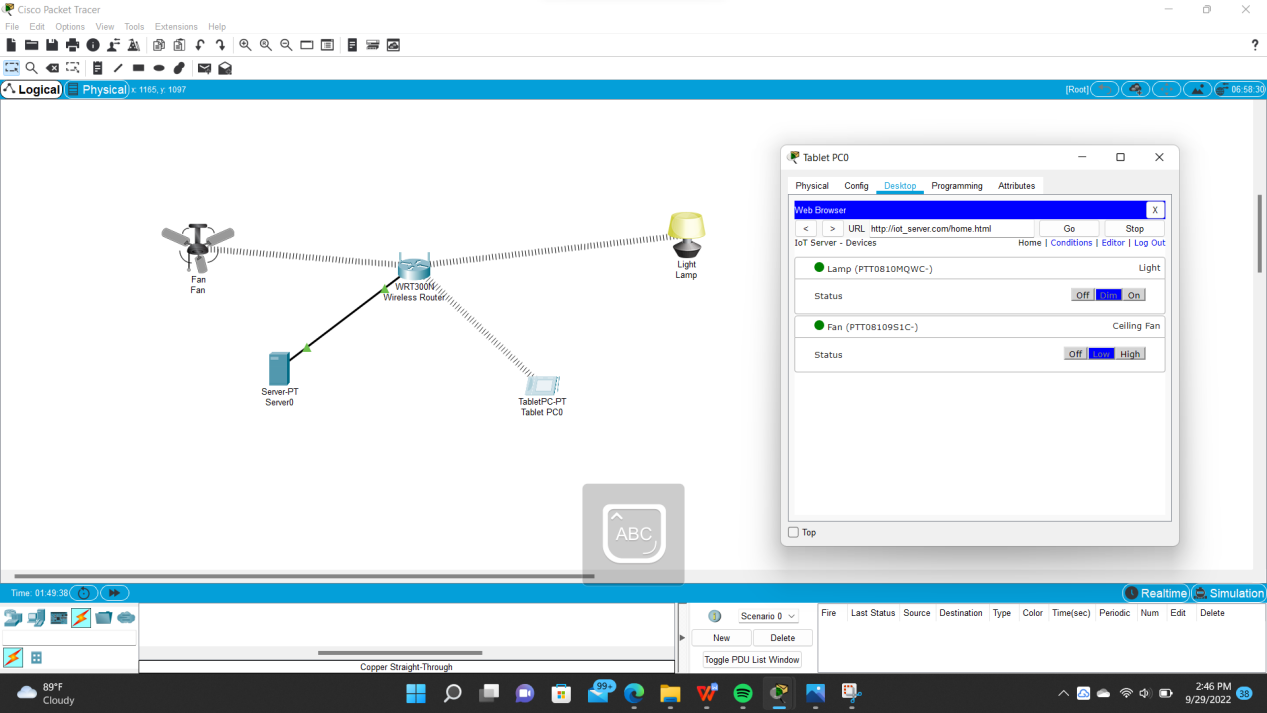 Cisco Packet Tracer
File Edit Options View Tools Extensions Help
?
Logical Physical x: 1165, y: 1097 [Root] 06:58:30
Fan
Fan
WRT300N
Wireless Router
Light
Lamp
Server-PT
Server0
TabletPC-PT
Tablet PC0
Tablet PC0
Physical Config Desktop Programming Attributes
Web Browser X
< > URL http://iot_server.com/home.html Go Stop
IoT Server - Devices Home | Conditions | Editor | Log Out
Lamp (PTT0810MQWC-) Light
Status Off Dim On
Fan (PTT08109S1C-) Ceiling Fan
Status Off Low High
Top
ABC
Time: 01:49:38 Realtime Simulation
Copper Straight-Through
Scenario 0
New Delete
Toggle PDU List Window
Fire Last Status Source Destination Type Color Time(sec) Periodic Num Edit Delete
89°F
Cloudy
99+
2:46 PM
9/29/2022
38